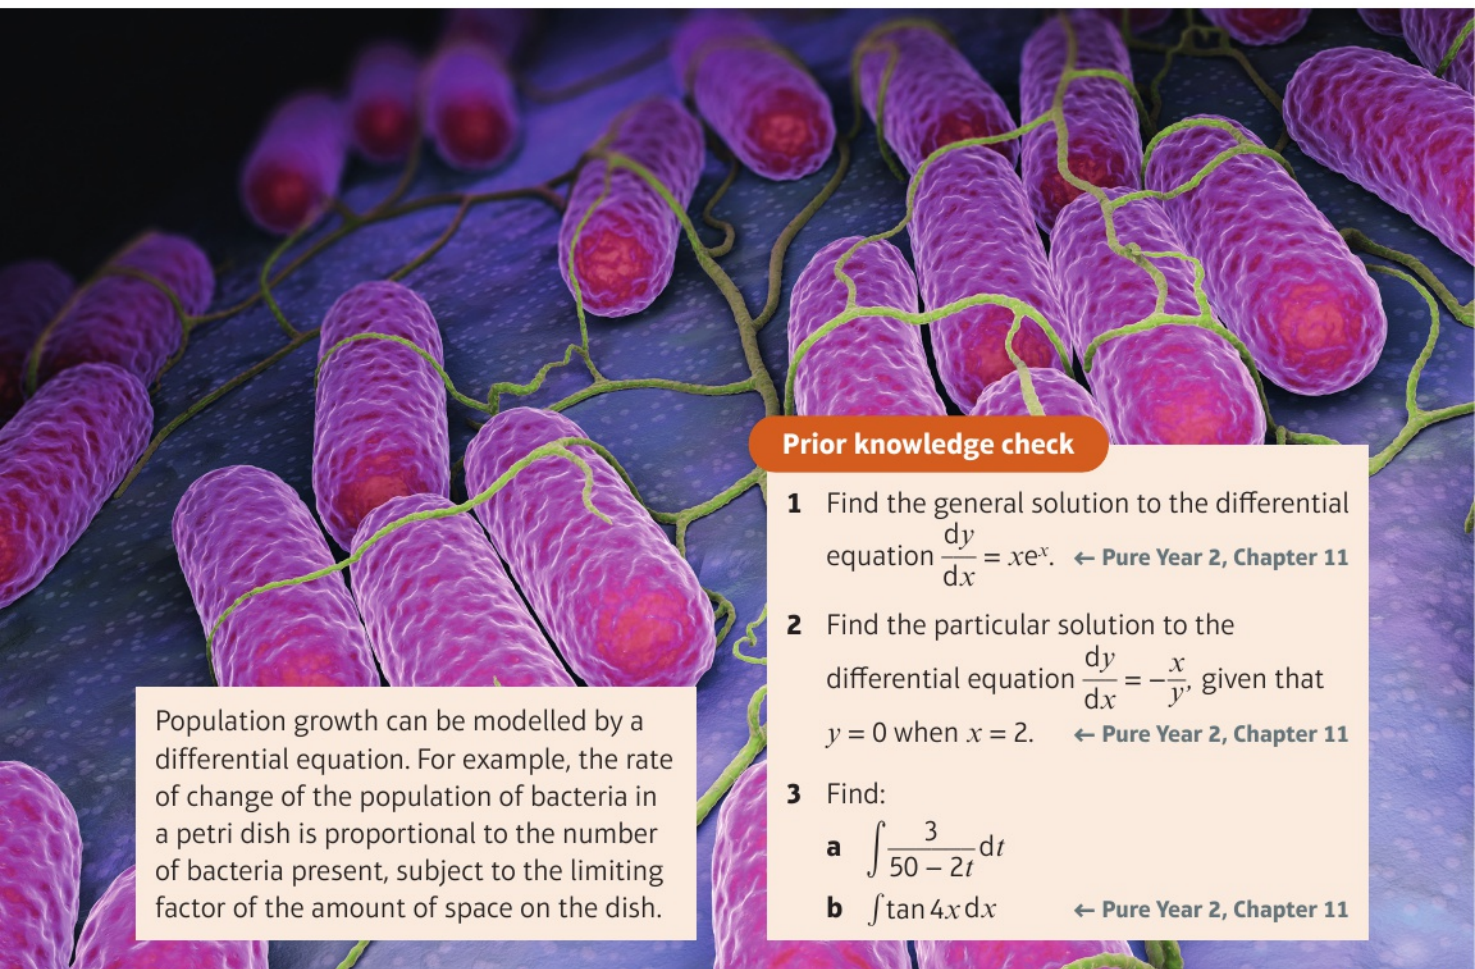 Population growth can be modelled by a
differential equation. For example, the rate
of change of the population of bacteria in
a petri dish is proportional to the number
of bacteria present, subject to the limiting
factor of the amount of space on the dish.
Prior knowledge check
1 Find the general solution to the differential
equation dy/dx = xeˣ. ← Pure Year 2, Chapter 11
2 Find the particular solution to the
differential equation dy/dx = −x/y, given that
y = 0 when x = 2. ← Pure Year 2, Chapter 11
3 Find:
a ∫ 3/(50 − 2t) dt
b ∫ tan 4x dx ← Pure Year 2, Chapter 11